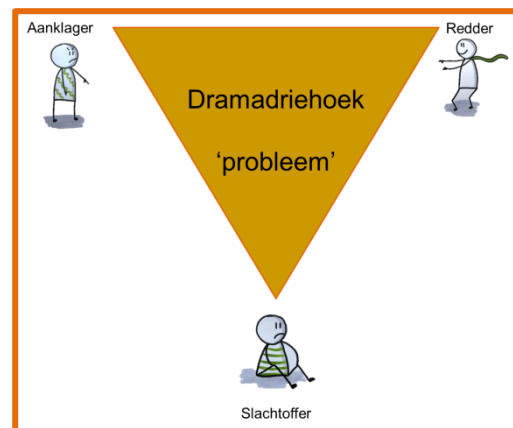 Aanklager
Redder
Dramadriehoek
‘probleem’
Slachtoffer